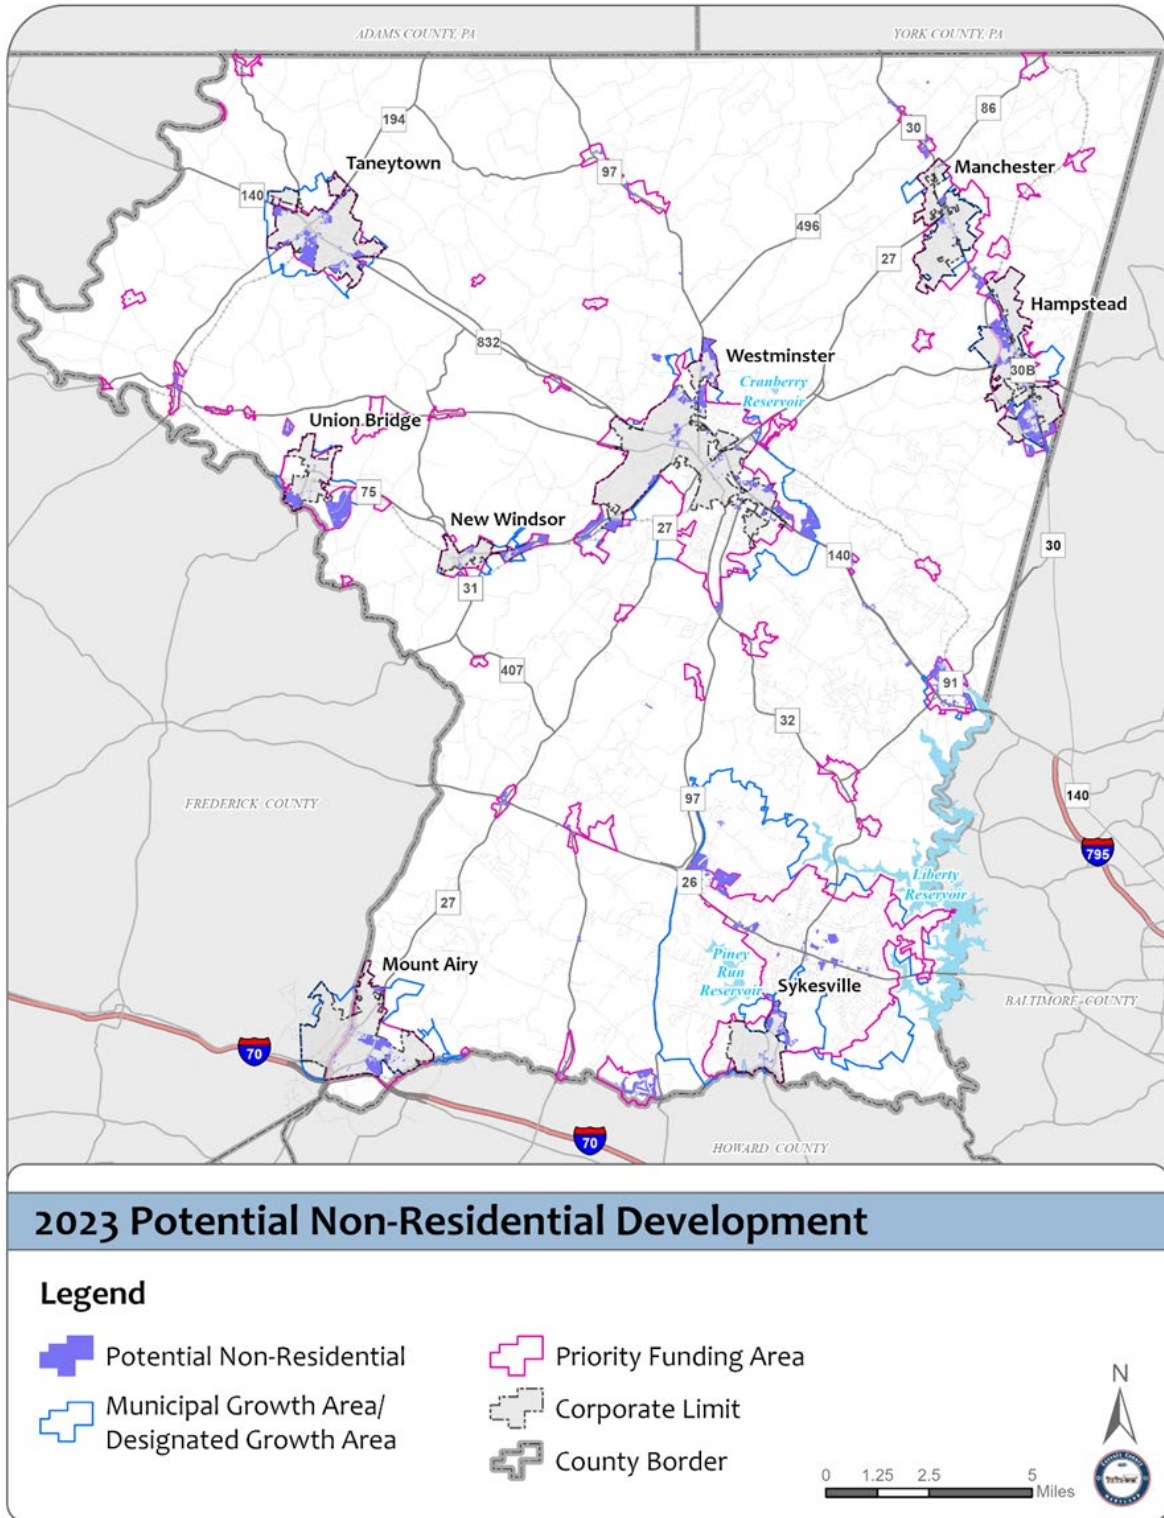 ADAMS COUNTY, PA
YORK COUNTY, PA
86
194
30
Taneytown
97
Manchester
140
496
27
Hampstead
832
Westminster
Cranberry
Reservoir
30B
Union Bridge
75
New Windsor
27
30
140
31
407
91
32
97
140
FREDERICK COUNTY
795
26
Liberty
Reservoir
27
Piney
Run
Reservoir
Mount Airy
Sykesville
BALTIMORE COUNTY
70
70
HOWARD COUNTY
2023 Potential Non-Residential Development
Legend
Potential Non-Residential
Priority Funding Area
Municipal Growth Area/
Designated Growth Area
Corporate Limit
County Border
N
0 1.25 2.5 5
Miles